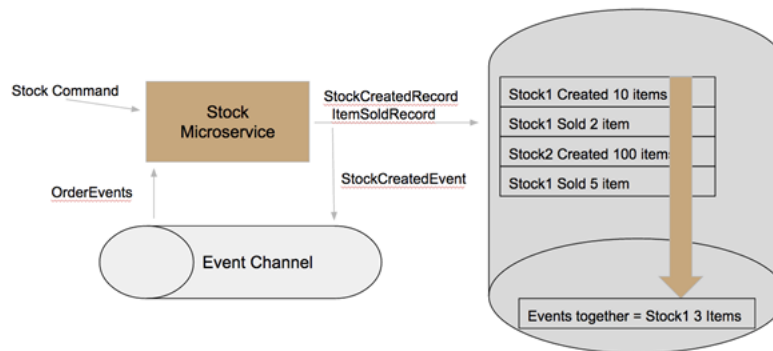 Stock Command
Stock
Microservice
StockCreatedRecord
ItemSoldRecord
OrderEvents
StockCreatedEvent
Event Channel
Stock1 Created 10 items
Stock1 Sold 2 item
Stock2 Created 100 items
Stock1 Sold 5 item
Events together = Stock1 3 Items